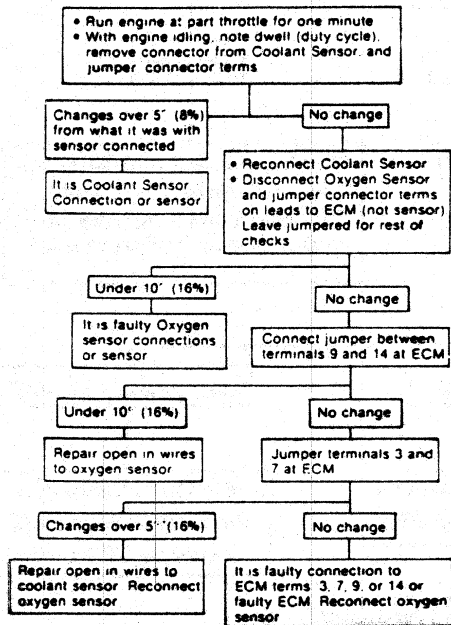 • Run engine at part throttle for one minute
• With engine idling, note dwell (duty cycle),
remove connector from Coolant Sensor. and
jumper connector terms
Changes over 5° (8%)
from what it was with
sensor connected
No change
It is Coolant Sensor
Connection or sensor
• Reconnect Coolant Sensor
• Disconnect Oxygen Sensor
and jumper connector terms
on leads to ECM (not sensor)
Leave jumpered for rest of
checks
Under 10° (16%)
No change
It is faulty Oxygen
sensor connections
or sensor
Connect jumper between
terminals 9 and 14 at ECM
Under 10° (16%)
No change
Repair open in wires
to oxygen sensor
Jumper terminals 3 and
7 at ECM
Changes over 5° (16%)
No change
Repair open in wires to
coolant sensor Reconnect
oxygen sensor
It is faulty connection to
ECM terms 3, 7, 9, or 14 or
faulty ECM. Reconnect oxygen
sensor